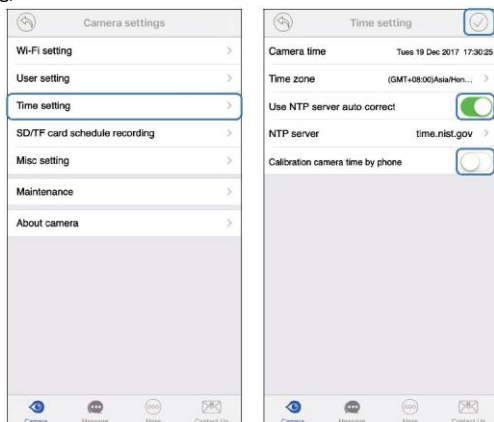 Camera settings
Wi-Fi setting
User setting
Time setting
SD/TF card schedule recording
Misc setting
Maintenance
About camera
Camera Message More Contact Us
Time setting
Camera time Tues 19 Dec 2017 17:30:25
Time zone (GMT+08:00)Asia/Hon...
Use NTP server auto correct
NTP server time.nist.gov
Calibration camera time by phone
Camera Message More Contact Us